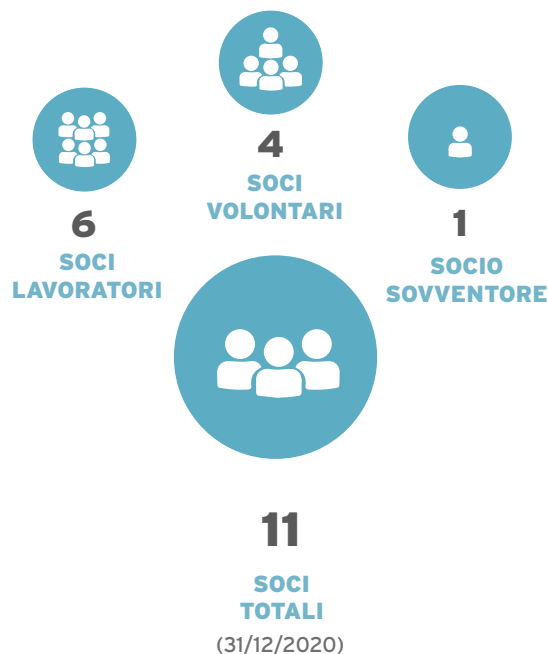 4
SOCI
VOLONTARI
6
SOCI
LAVORATORI
1
SOCIO
SOVVENTORE
11
SOCI
TOTALI
(31/12/2020)